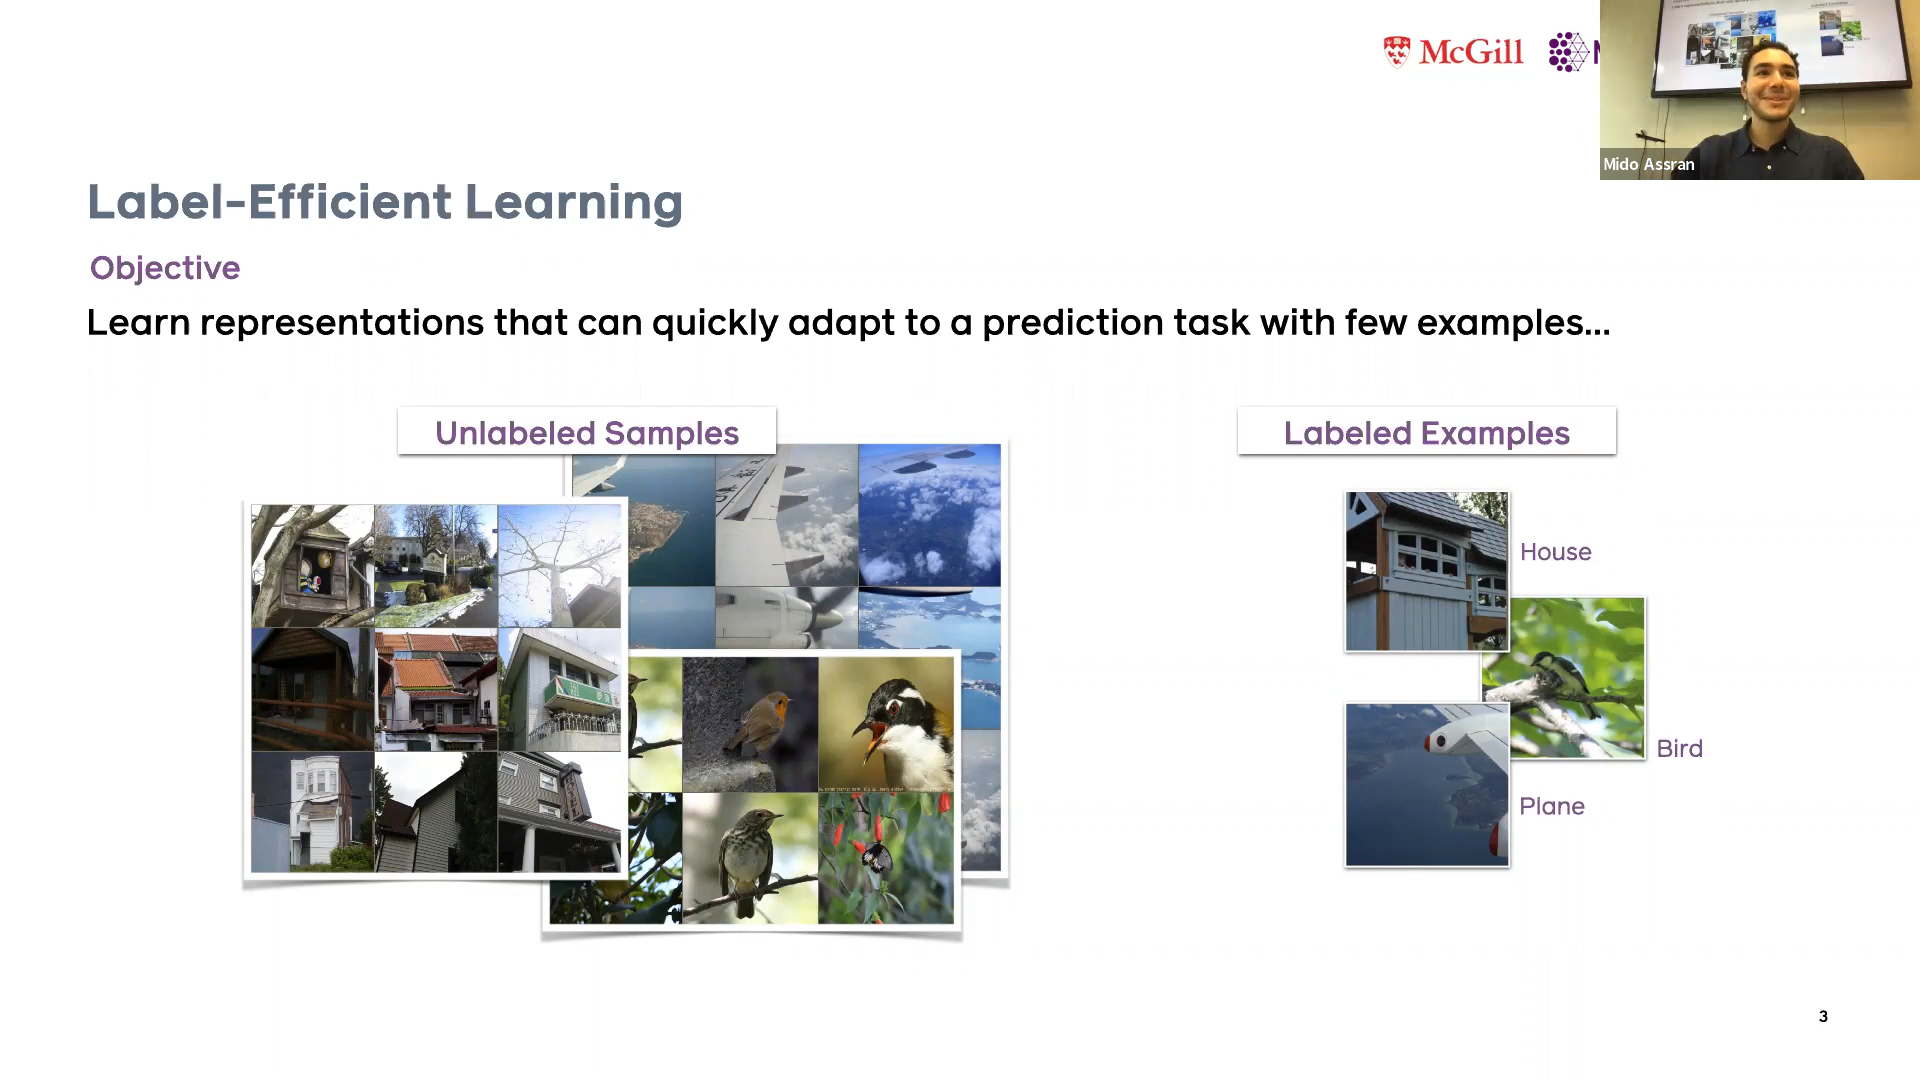 McGill
Mido Assran
Label-Efficient Learning
Objective
Learn representations that can quickly adapt to a prediction task with few examples...
Unlabeled Samples
Labeled Examples
House
Bird
Plane
3